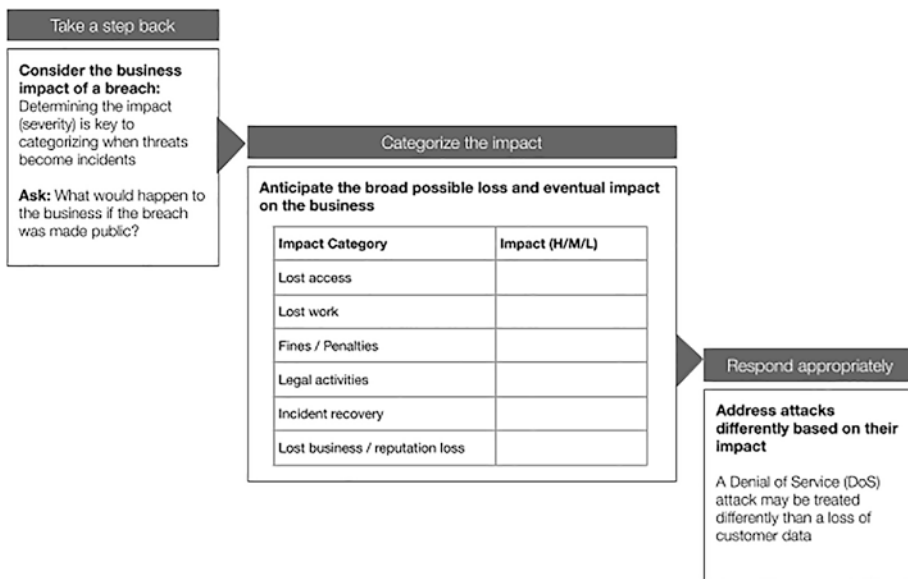 Take a step back
Consider the business
impact of a breach:
Determining the impact
(severity) is key to
categorizing when threats
become incidents
Ask: What would happen to
the business if the breach
was made public?
Categorize the impact
Anticipate the broad possible loss and eventual impact
on the business
Impact Category Impact (H/M/L)
Lost access
Lost work
Fines / Penalties
Legal activities
Incident recovery
Lost business / reputation loss
Respond appropriately
Address attacks
differently based on their
impact
A Denial of Service (DoS)
attack may be treated
differently than a loss of
customer data